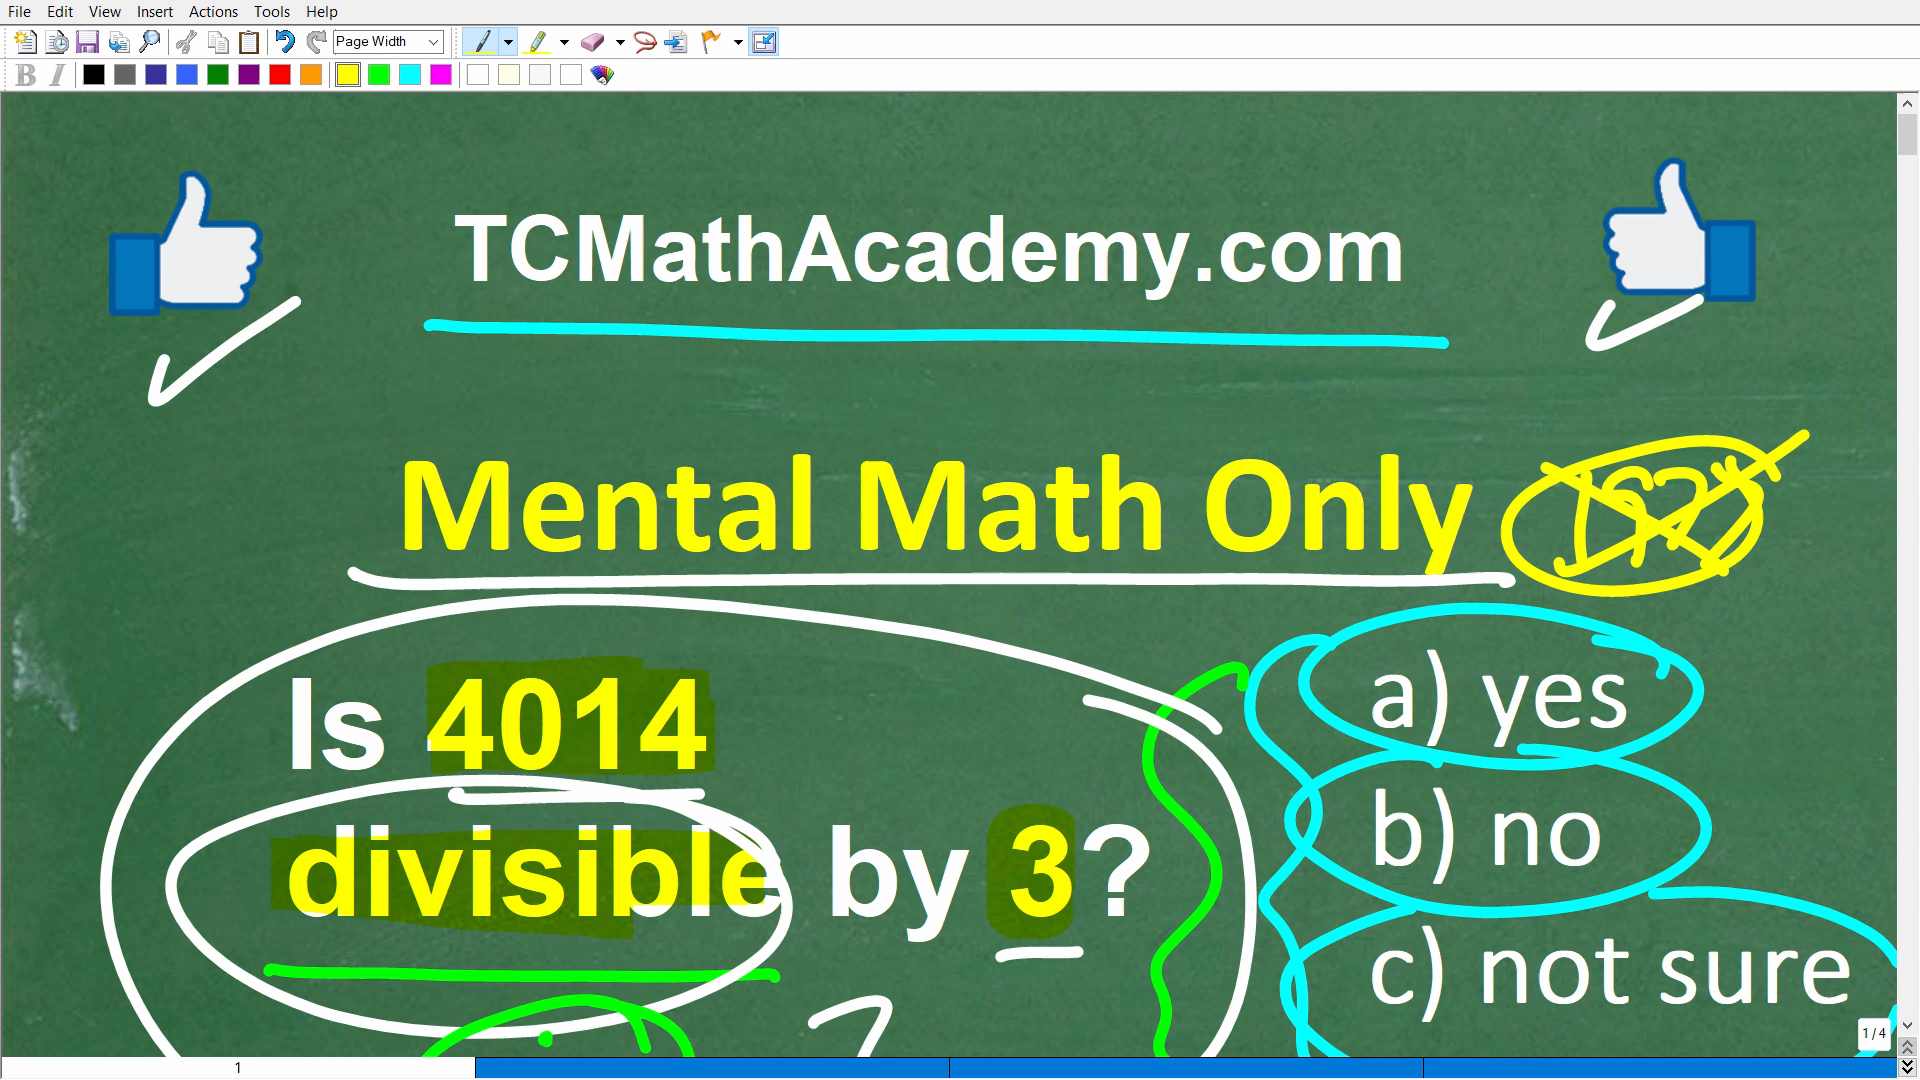 File Edit View Insert Actions Tools Help
Page Width
B I
TCMathAcademy.com
Mental Math Only
Is 4014
divisible by 3?
a) yes
b) no
c) not sure
1 / 4
1